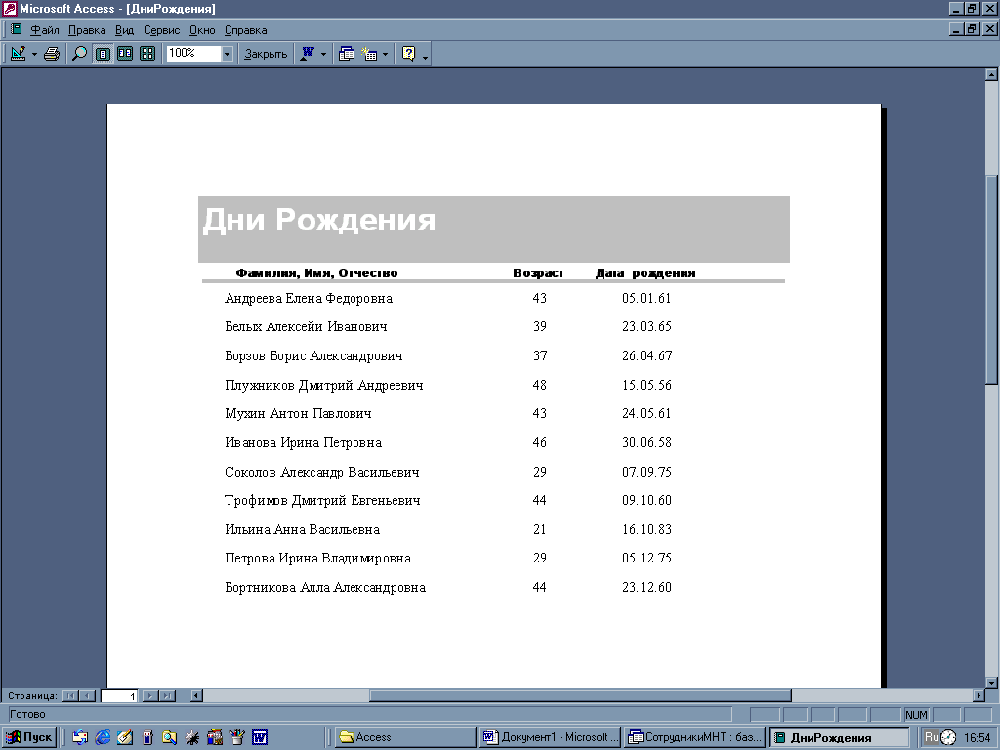 Microsoft Access - [ДниРождения]
Файл Правка Вид Сервис Окно Справка
100% Закрыть
Дни Рождения
Фамилия, Имя, Отчество Возраст Дата рождения
Андреева Елена Федоровна 43 05.01.61
Белых Алексейи Иванович 39 23.03.65
Борзов Борис Александрович 37 26.04.67
Плужников Дмитрий Андреевич 48 15.05.56
Мухин Антон Павлович 43 24.05.61
Иванова Ирина Петровна 46 30.06.58
Соколов Александр Васильевич 29 07.09.75
Трофимов Дмитрий Евгеньевич 44 09.10.60
Ильина Анна Васильевна 21 16.10.83
Петрова Ирина Владимировна 29 05.12.75
Бортникова Алла Александровна 44 23.12.60
Страница: 1
Готово NUM
Пуск Access Документ1 - Microsoft ... СотрудникиМНТ : баз... ДниРождения Ru 16:54